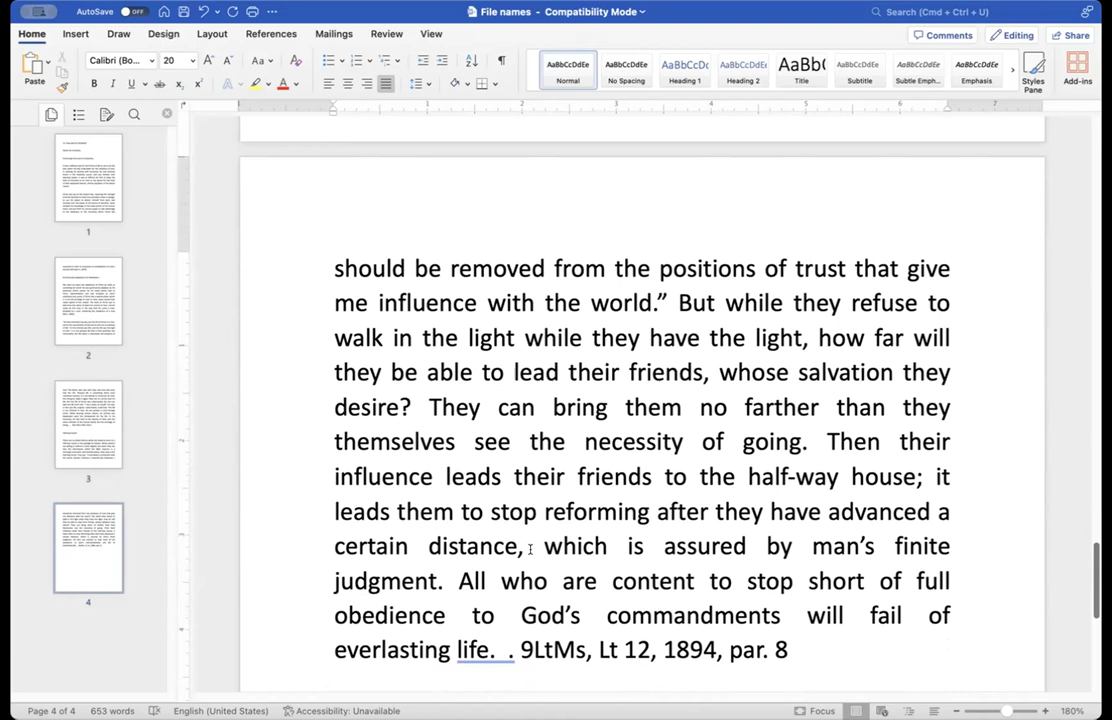 AutoSave OFF File names - Compatibility Mode Search (Cmd + Ctrl + U)
Home Insert Draw Design Layout References Mailings Review View Comments Editing Share
Paste Calibri (Bo... 20 Styles Pane Add-ins
AaBbCcDdEe AaBbCcDdEe AaBbCcDc AaBbCcDdEe AaBb( AaBbCcDdEe AaBbCcDdEe
Normal No Spacing Heading 1 Heading 2 Title Subtitle Subtle Emph... Emphasis
1 2 3 4 5 6 7
should be removed from the positions of trust that give
me influence with the world.” But while they refuse to
walk in the light while they have the light, how far will
they be able to lead their friends, whose salvation they
desire? They can bring them no farther than they
themselves see the necessity of going. Then their
influence leads their friends to the half-way house; it
leads them to stop reforming after they have advanced a
certain distance, which is assured by man’s finite
judgment. All who are content to stop short of full
obedience to God’s commandments will fail of
everlasting life. . 9LtMs, Lt 12, 1894, par. 8
1
2
3
4
Page 4 of 4 653 words English (United States) Accessibility: Unavailable Focus 180%